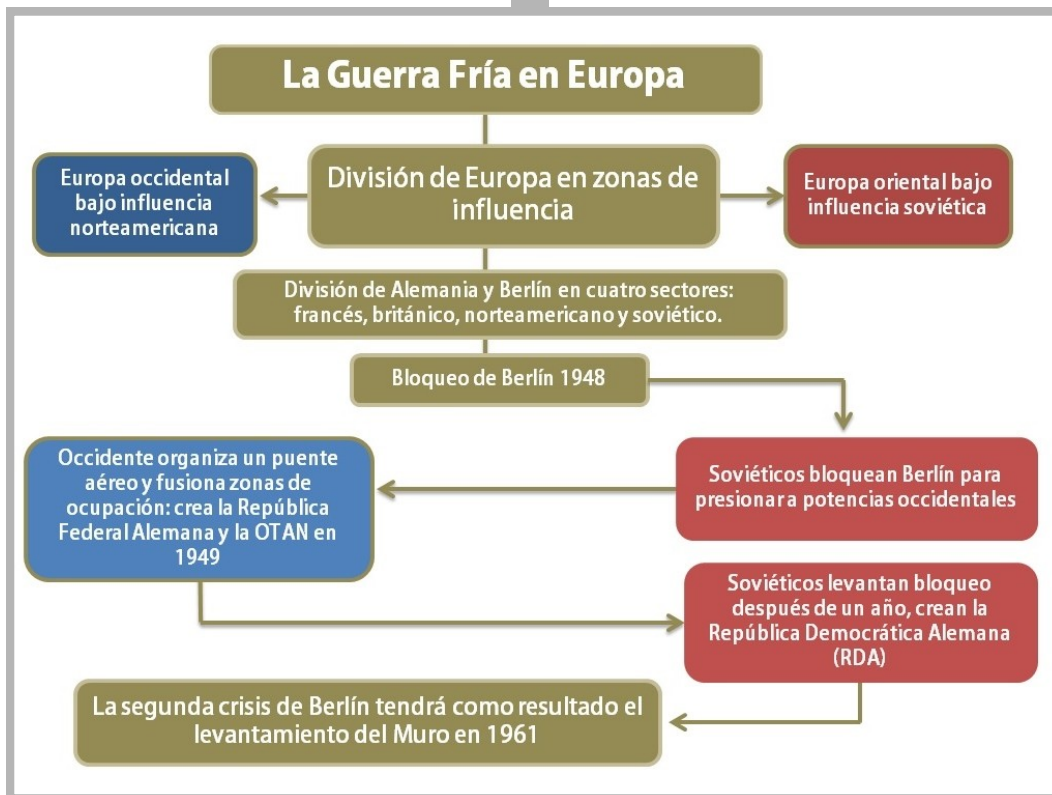 La Guerra Fría en Europa
Europa occidental
bajo influencia
norteamericana
División de Europa en zonas de
influencia
Europa oriental bajo
influencia soviética
División de Alemania y Berlín en cuatro sectores:
francés, británico, norteamericano y soviético.
Bloqueo de Berlín 1948
Soviéticos bloquean Berlín para
presionar a potencias occidentales
Occidente organiza un puente
aéreo y fusiona zonas de
ocupación: crea la República
Federal Alemana y la OTAN en
1949
Soviéticos levantan bloqueo
después de un año, crean la
República Democrática Alemana
(RDA)
La segunda crisis de Berlín tendrá como resultado el
levantamiento del Muro en 1961